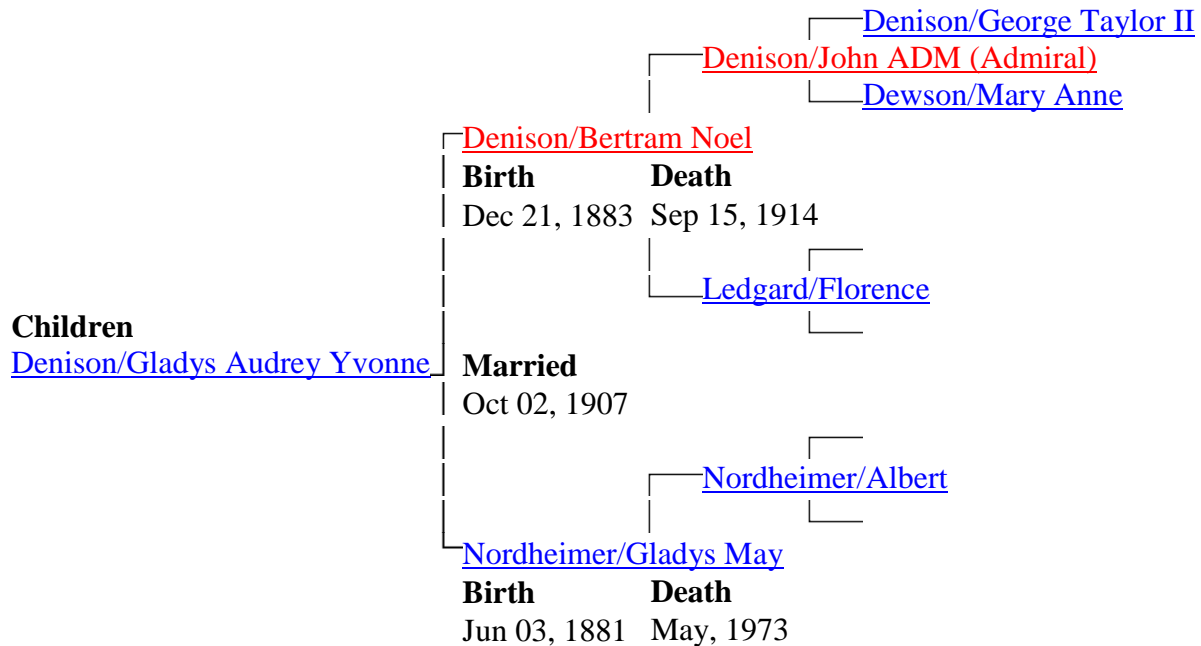 Denison/George Taylor II
Denison/John ADM (Admiral)
Dewson/Mary Anne
Denison/Bertram Noel
Birth Death
Dec 21, 1883 Sep 15, 1914
Ledgard/Florence
Children
Denison/Gladys Audrey Yvonne
Married
Oct 02, 1907
Nordheimer/Albert
Nordheimer/Gladys May
Birth Death
Jun 03, 1881 May, 1973